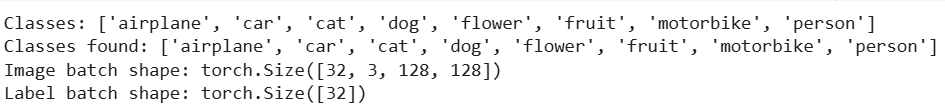 Classes: ['airplane', 'car', 'cat', 'dog', 'flower', 'fruit', 'motorbike', 'person']
Classes found: ['airplane', 'car', 'cat', 'dog', 'flower', 'fruit', 'motorbike', 'person']
Image batch shape: torch.Size([32, 3, 128, 128])
Label batch shape: torch.Size([32])